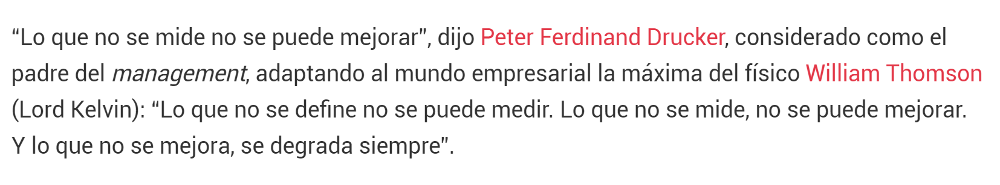 “Lo que no se mide no se puede mejorar”, dijo Peter Ferdinand Drucker, considerado como el
padre del management, adaptando al mundo empresarial la máxima del físico William Thomson
(Lord Kelvin): “Lo que no se define no se puede medir. Lo que no se mide, no se puede mejorar.
Y lo que no se mejora, se degrada siempre”.